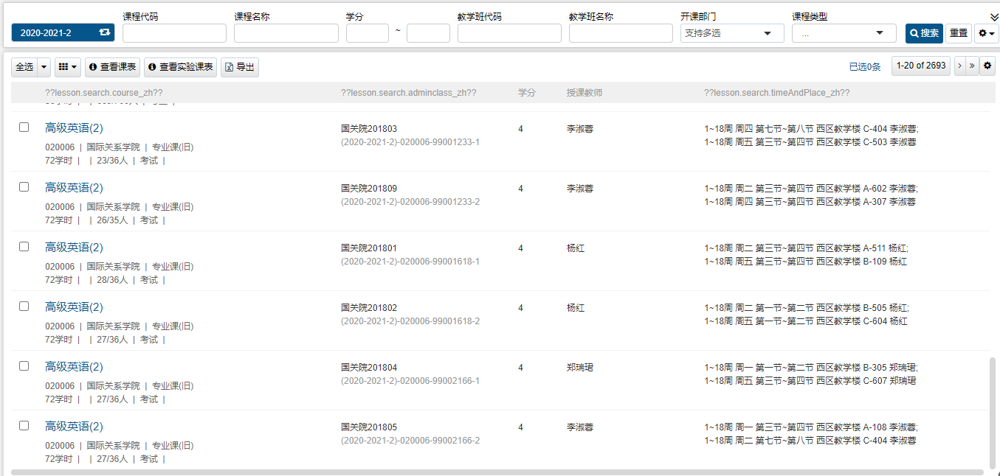 课程代码 课程名称 学分 教学班代码 教学班名称 开课部门 课程类型
2020-2021-2 ~ 支持多选 ... 搜索 重置
全选 查看课表 查看实验课表 导出 已选0条 1-20 of 2693 › »
??lesson.search.course_zh?? ??lesson.search.adminclass_zh?? 学分 授课教师 ??lesson.search.timeAndPlace_zh??
高级英语(2) 国关院201803 4 李淑蓉 1~18周 周四 第七节~第八节 西区教学楼 C-404 李淑蓉;
(2020-2021-2)-020006-99001233-1 1~18周 周五 第三节~第四节 西区教学楼 C-503 李淑蓉
020006 | 国际关系学院 | 专业课(旧)
72学时 | | 23/36人 | 考试 |
高级英语(2) 国关院201809 4 李淑蓉 1~18周 周二 第三节~第四节 西区教学楼 A-602 李淑蓉;
(2020-2021-2)-020006-99001233-2 1~18周 周四 第三节~第四节 西区教学楼 A-307 李淑蓉
020006 | 国际关系学院 | 专业课(旧)
72学时 | | 26/35人 | 考试 |
高级英语(2) 国关院201801 4 杨红 1~18周 周二 第三节~第四节 西区教学楼 A-511 杨红;
(2020-2021-2)-020006-99001618-1 1~18周 周五 第三节~第四节 西区教学楼 B-109 杨红
020006 | 国际关系学院 | 专业课(旧)
72学时 | | 28/36人 | 考试 |
高级英语(2) 国关院201802 4 杨红 1~18周 周二 第一节~第二节 西区教学楼 B-505 杨红;
(2020-2021-2)-020006-99001618-2 1~18周 周五 第一节~第二节 西区教学楼 C-604 杨红
020006 | 国际关系学院 | 专业课(旧)
72学时 | | 27/36人 | 考试 |
高级英语(2) 国关院201804 4 郑瑞珺 1~18周 周一 第一节~第二节 西区教学楼 B-305 郑瑞珺;
(2020-2021-2)-020006-99002166-1 1~18周 周五 第三节~第四节 西区教学楼 C-607 郑瑞珺
020006 | 国际关系学院 | 专业课(旧)
72学时 | | 27/36人 | 考试 |
高级英语(2) 国关院201805 4 李淑蓉 1~18周 周一 第三节~第四节 西区教学楼 A-108 李淑蓉;
(2020-2021-2)-020006-99002166-2 1~18周 周二 第七节~第八节 西区教学楼 C-404 李淑蓉
020006 | 国际关系学院 | 专业课(旧)
72学时 | | 27/36人 | 考试 |